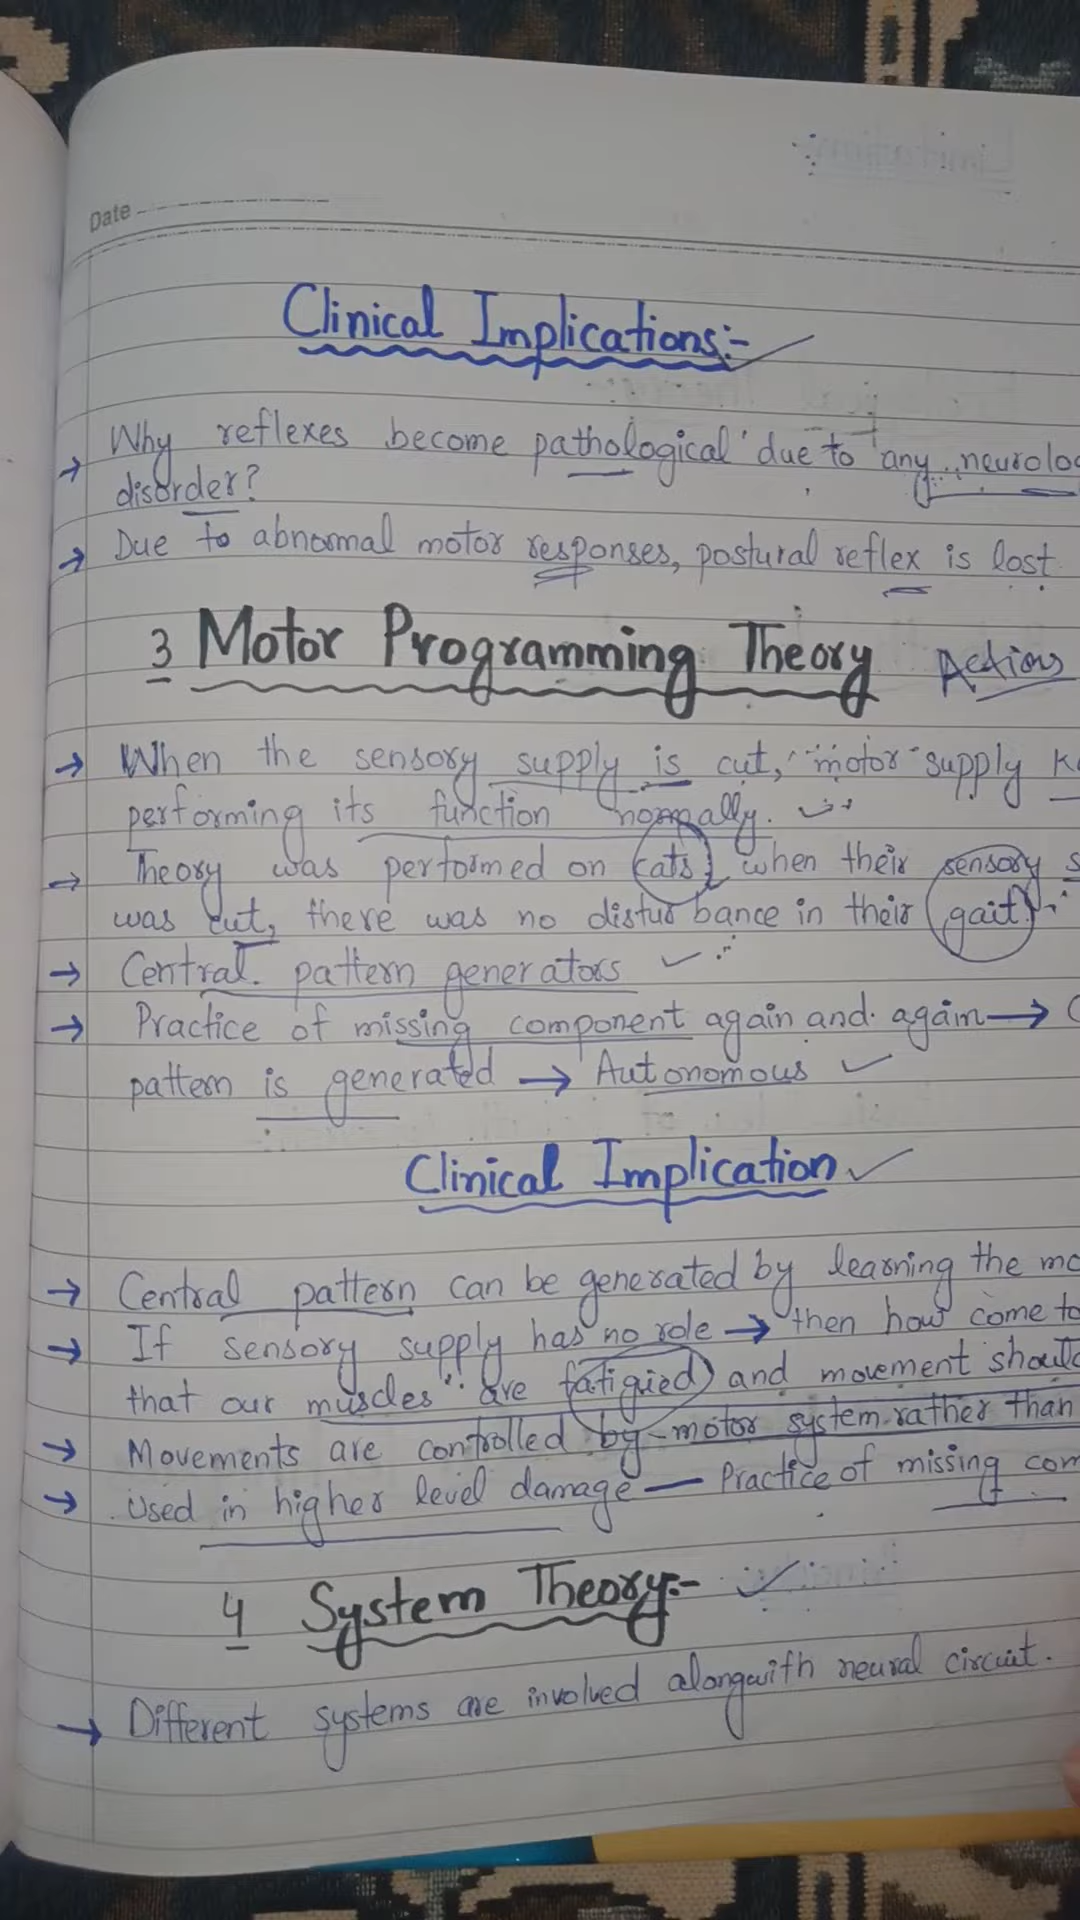 Date
Clinical Implications:-
→ Why reflexes become pathological due to any neurolo
disorder?
→ Due to abnormal motor responses, postural reflex is lost
3 Motor Programming Theory Actions
→ When the sensory supply is cut, motor supply
performing its function normally.
→ Theory was performed on cats, when their sensory s
was cut, there was no disturbance in their gait.
→ Central pattern generators
→ Practice of missing component again and again →
pattern is generated → Autonomous
Clinical Implication
→ Central pattern can be generated by learning the mo
→ If sensory supply has no role → then how come to
that our muscles are fatigied and movement should
→ Movements are controlled by motor system rather than
→ Used in higher level damage — Practice of missing com
4 System Theory:-
→ Different systems are involved alongwith neural circuit.